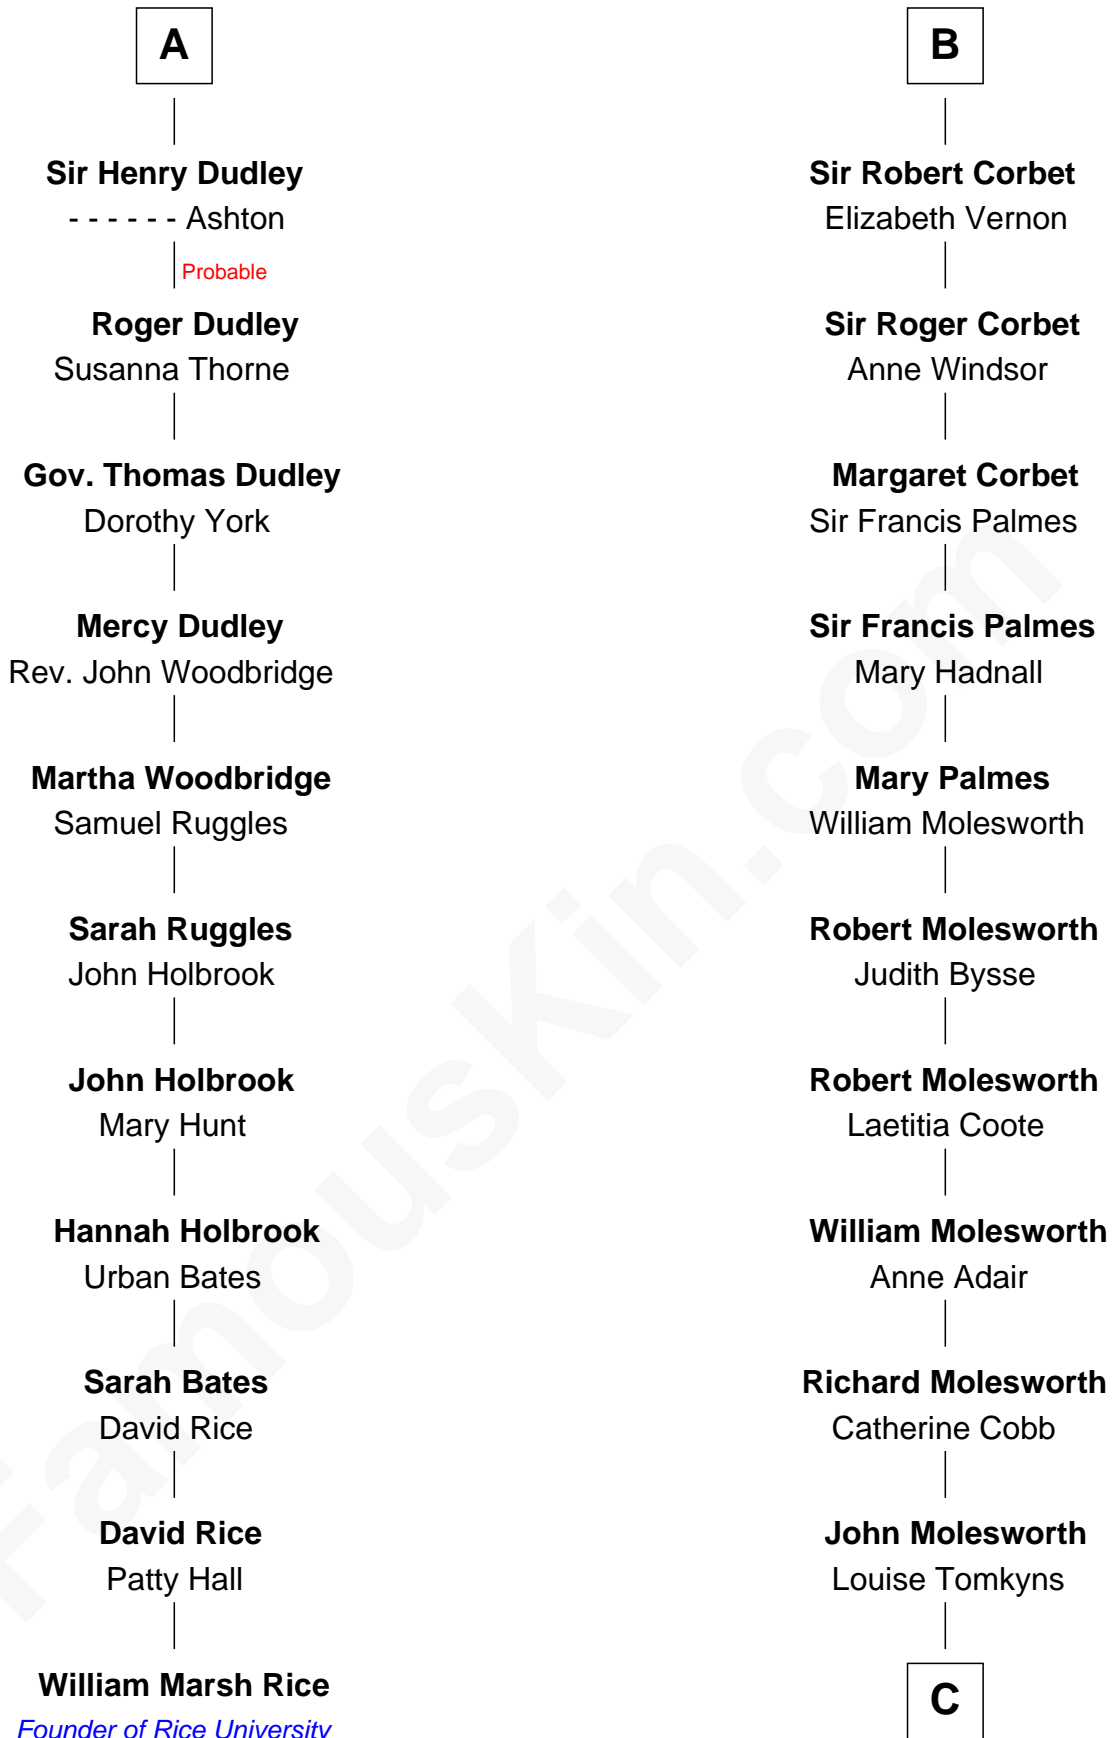 A
Sir Henry Dudley
- - - - - - Ashton
Probable
Roger Dudley
Susanna Thorne
Gov. Thomas Dudley
Dorothy York
Mercy Dudley
Rev. John Woodbridge
Martha Woodbridge
Samuel Ruggles
Sarah Ruggles
John Holbrook
John Holbrook
Mary Hunt
Hannah Holbrook
Urban Bates
Sarah Bates
David Rice
David Rice
Patty Hall
William Marsh Rice
Founder of Rice University
B
Sir Robert Corbet
Elizabeth Vernon
Sir Roger Corbet
Anne Windsor
Margaret Corbet
Sir Francis Palmes
Sir Francis Palmes
Mary Hadnall
Mary Palmes
William Molesworth
Robert Molesworth
Judith Bysse
Robert Molesworth
Laetitia Coote
William Molesworth
Anne Adair
Richard Molesworth
Catherine Cobb
John Molesworth
Louise Tomkyns
C
FamousKin.com